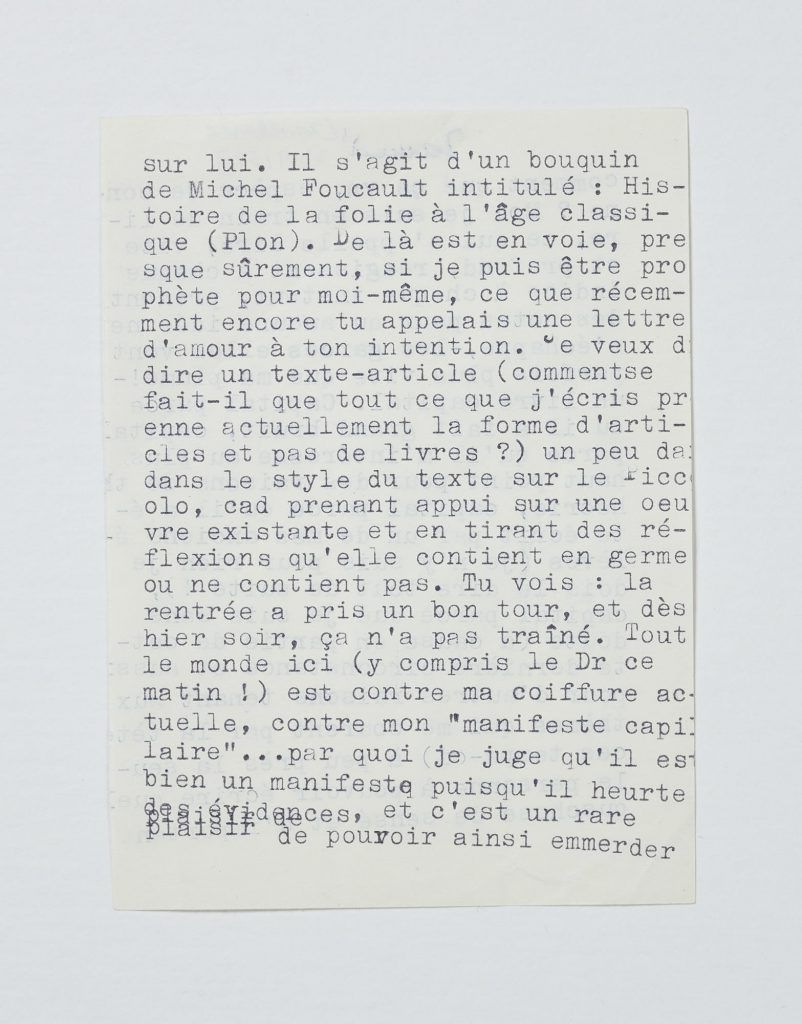 sur lui. Il s'agit d'un bouquin
de Michel Foucault intitulé : His-
toire de la folie à l'âge classi-
que (Plon). De là est en voie, pre
sque sûrement, si je puis être pro
phète pour moi-même, ce que récem-
ment encore tu appelais une lettre
d'amour à ton intention. Je veux d
dire un texte-article (commentse
fait-il que tout ce que j'écris pr
enne actuellement la forme d'arti-
cles et pas de livres ?) un peu da
dans le style du texte sur le Picc
olo, cad prenant appui sur une oeu
vre existante et en tirant des ré-
flexions qu'elle contient en germe
ou ne contient pas. Tu vois : la
rentrée a pris un bon tour, et dès
hier soir, ça n'a pas traîné. Tout
le monde ici (y compris le Dr ce
matin !) est contre ma coiffure ac-
tuelle, contre mon "manifeste capil
laire"...par quoi (je juge qu'il est
bien un manifeste puisqu'il heurte
des évidences, et c'est un rare
plaisir de
plaisir de pouvoir ainsi emmerder